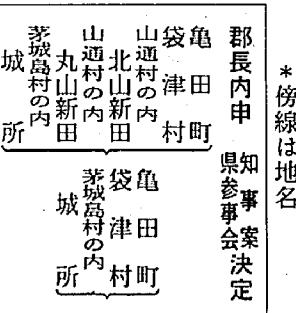 ＊傍線は地名
郡長内申
知事案決定
県参事会
亀田町
袋津村
山通村の内
北山新田
山通村の内
丸山新田
茅城島村の内
城所
亀田町
袋津村
茅城島村の内
城所